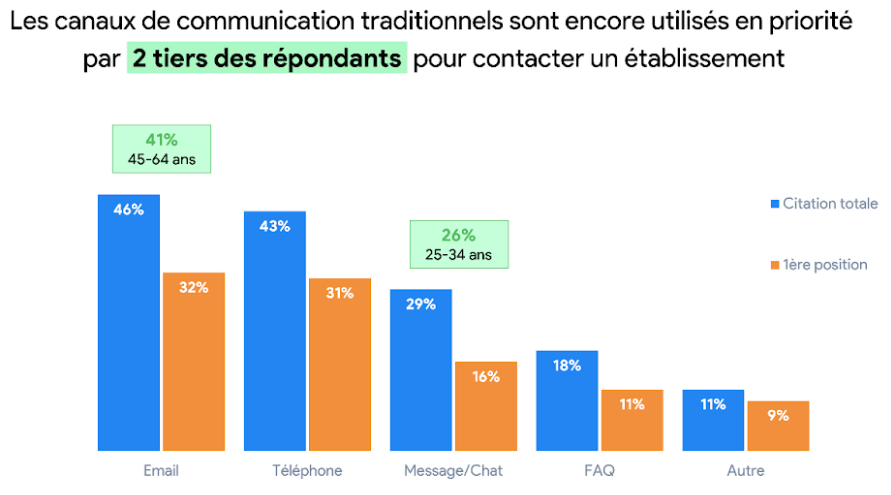 Les canaux de communication traditionnels sont encore utilisés en priorité
par 2 tiers des répondants pour contacter un établissement
41%
45-64 ans
46%
43%
26%
25-34 ans
Citation totale
1ère position
32%
31%
29%
16%
18%
11%
11%
9%
Email
Téléphone
Message/Chat
FAQ
Autre